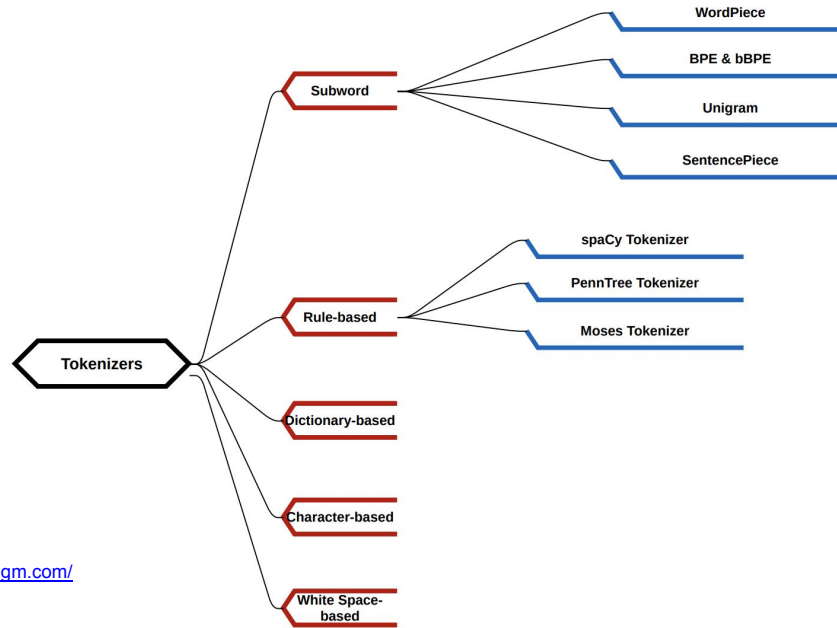 WordPiece
BPE & bBPE
Subword
Unigram
SentencePiece
spaCy Tokenizer
PennTree Tokenizer
Rule-based
Moses Tokenizer
Tokenizers
Dictionary-based
Character-based
gm.com/
White Space-
based